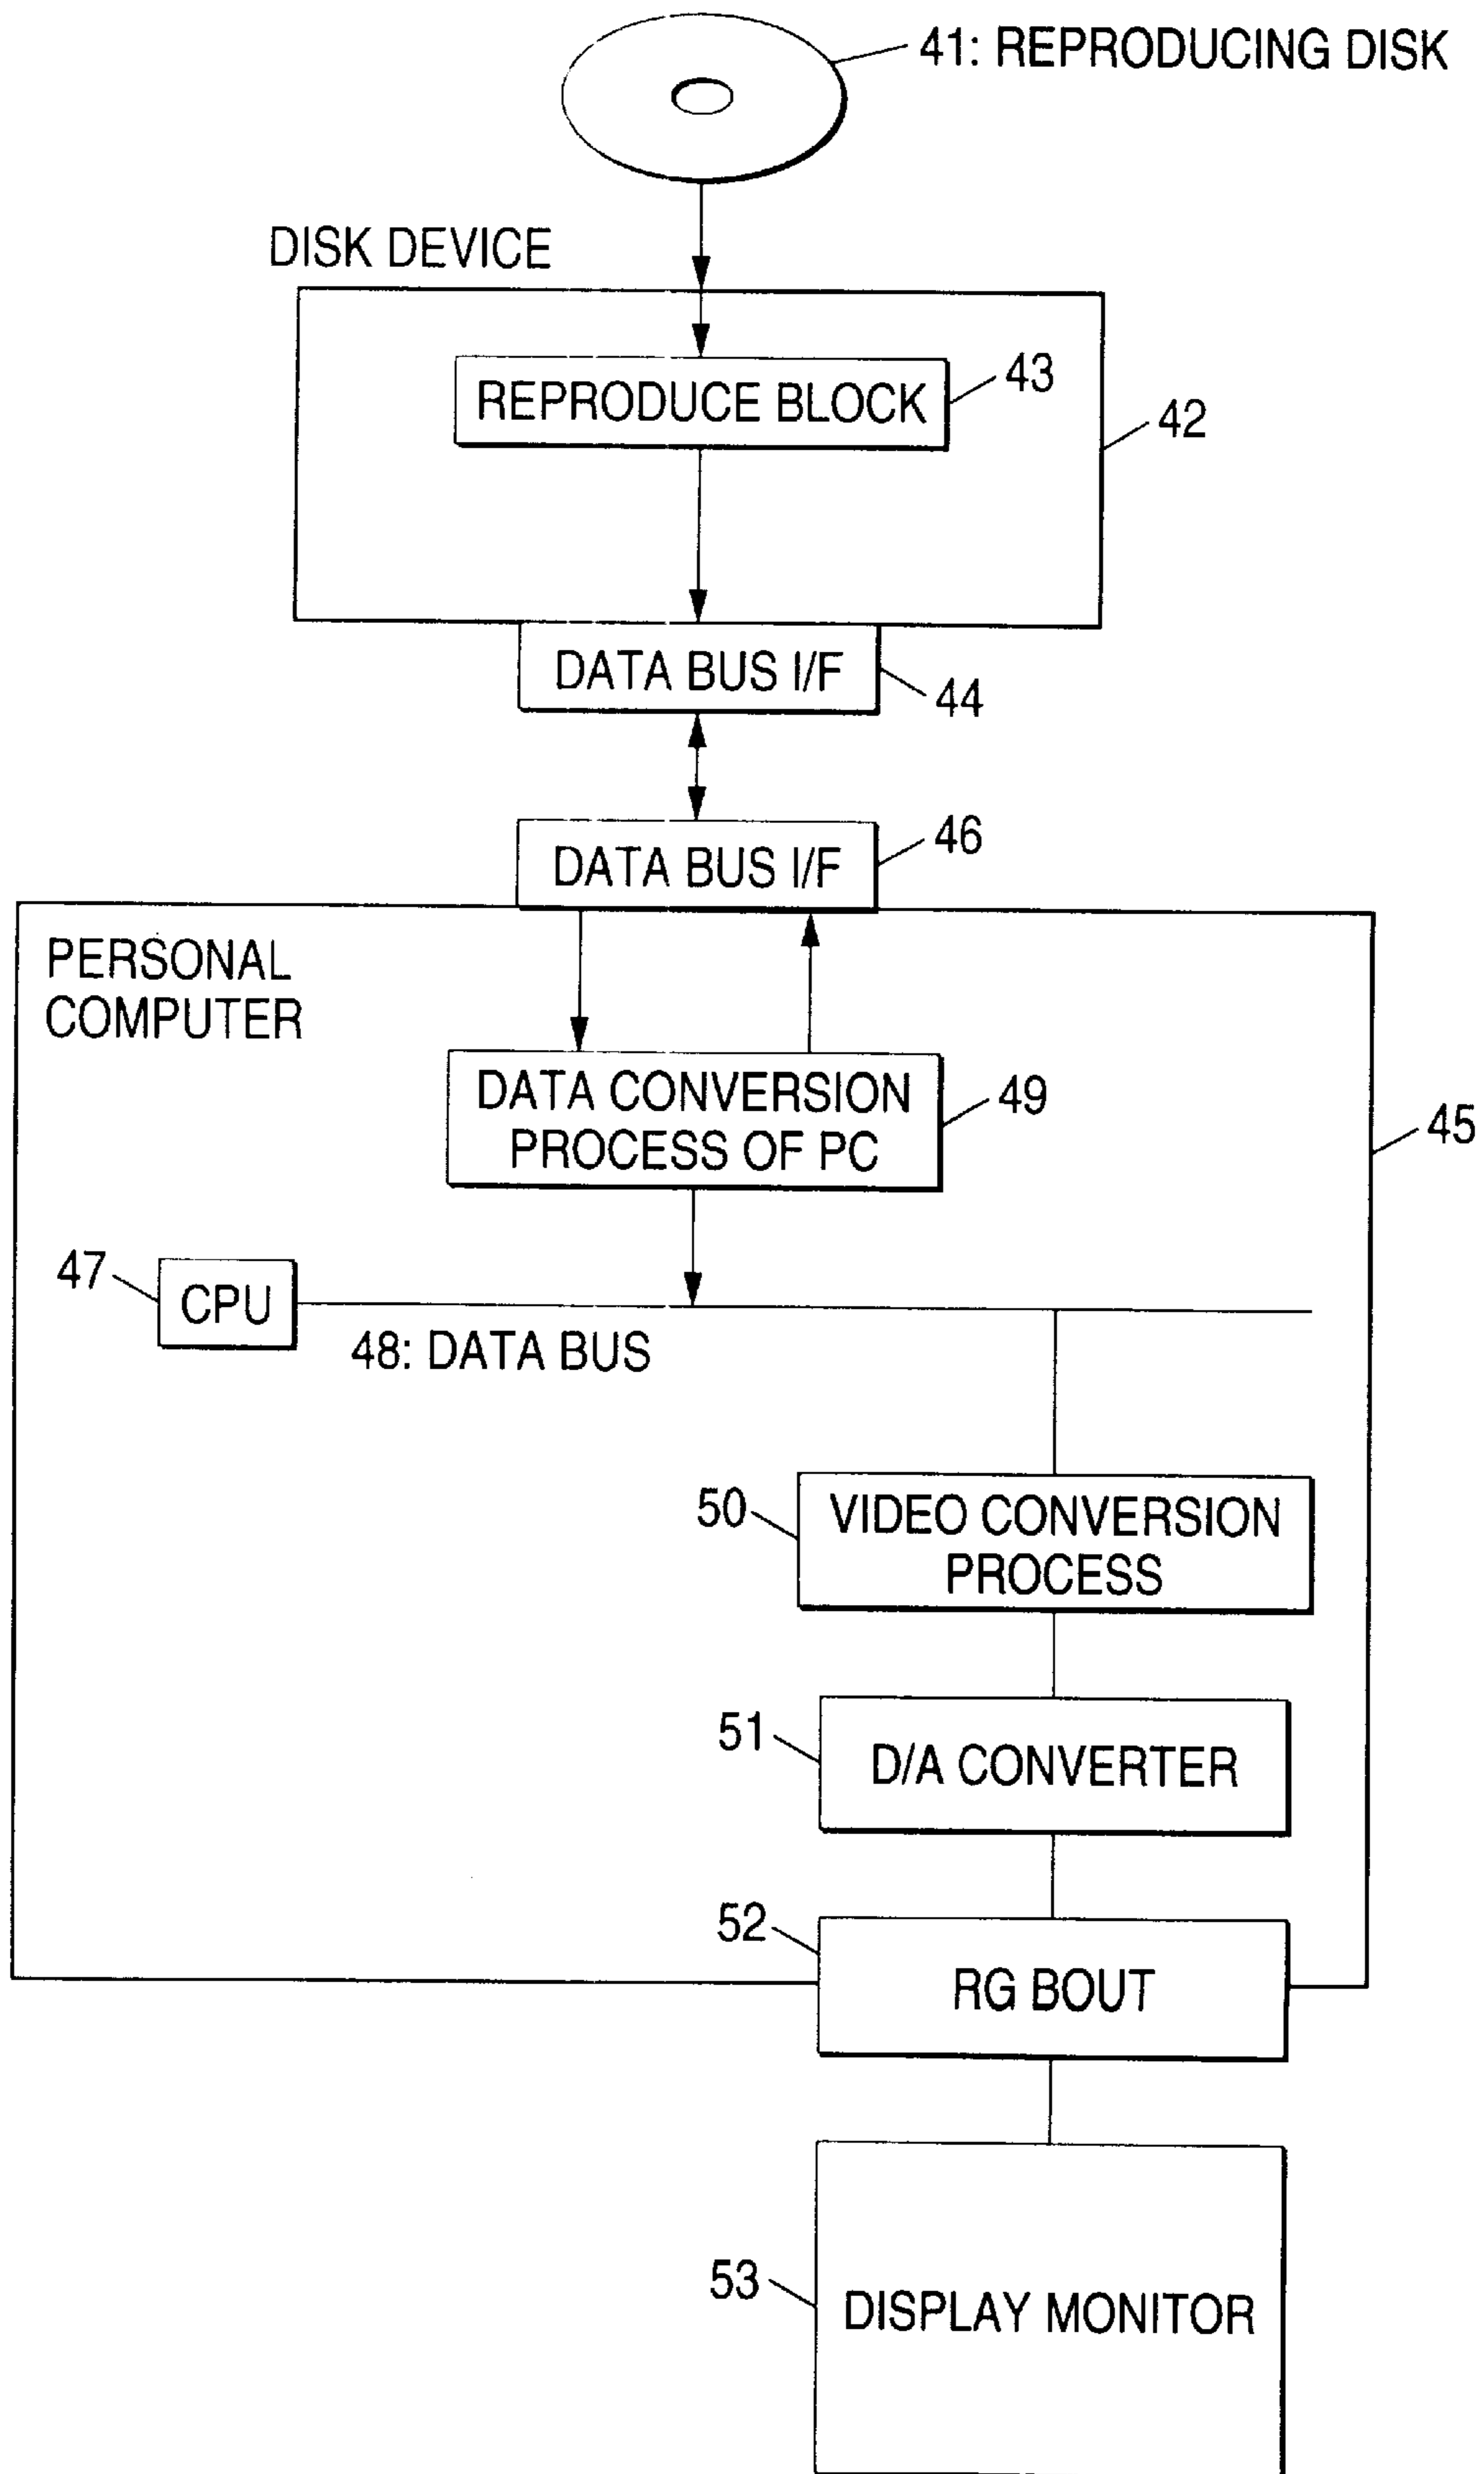 41: REPRODUCING DISK
DISK DEVICE
REPRODUCE BLOCK
43
42
DATA BUS I/F
44
46
DATA BUS I/F
PERSONAL
COMPUTER
DATA CONVERSION
PROCESS OF PC
49
45
47
CPU
48: DATA BUS
50
VIDEO CONVERSION
PROCESS
51
D/A CONVERTER
52
RG BOUT
53
DISPLAY MONITOR